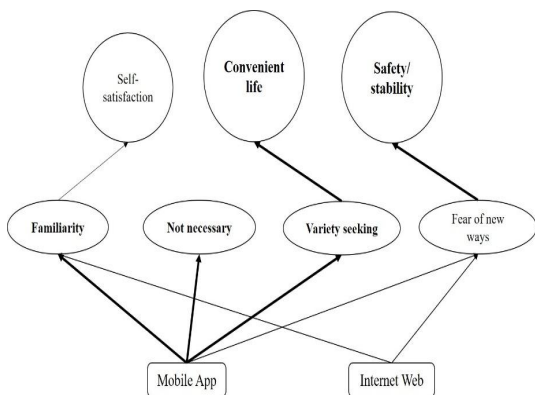 Self-
satisfaction
Convenient
life
Safety/
stability
Familiarity
Not necessary
Variety seeking
Fear of new
ways
Mobile App
Internet Web